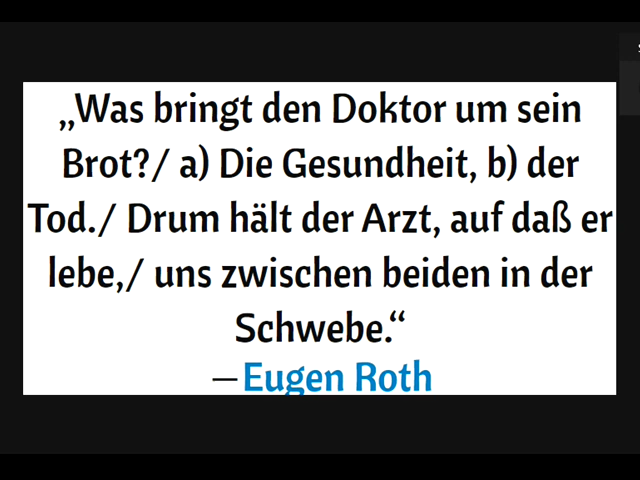 „Was bringt den Doktor um sein
Brot?/ a) Die Gesundheit, b) der
Tod./ Drum hält der Arzt, auf daß er
lebe,/ uns zwischen beiden in der
Schwebe.“
—Eugen Roth